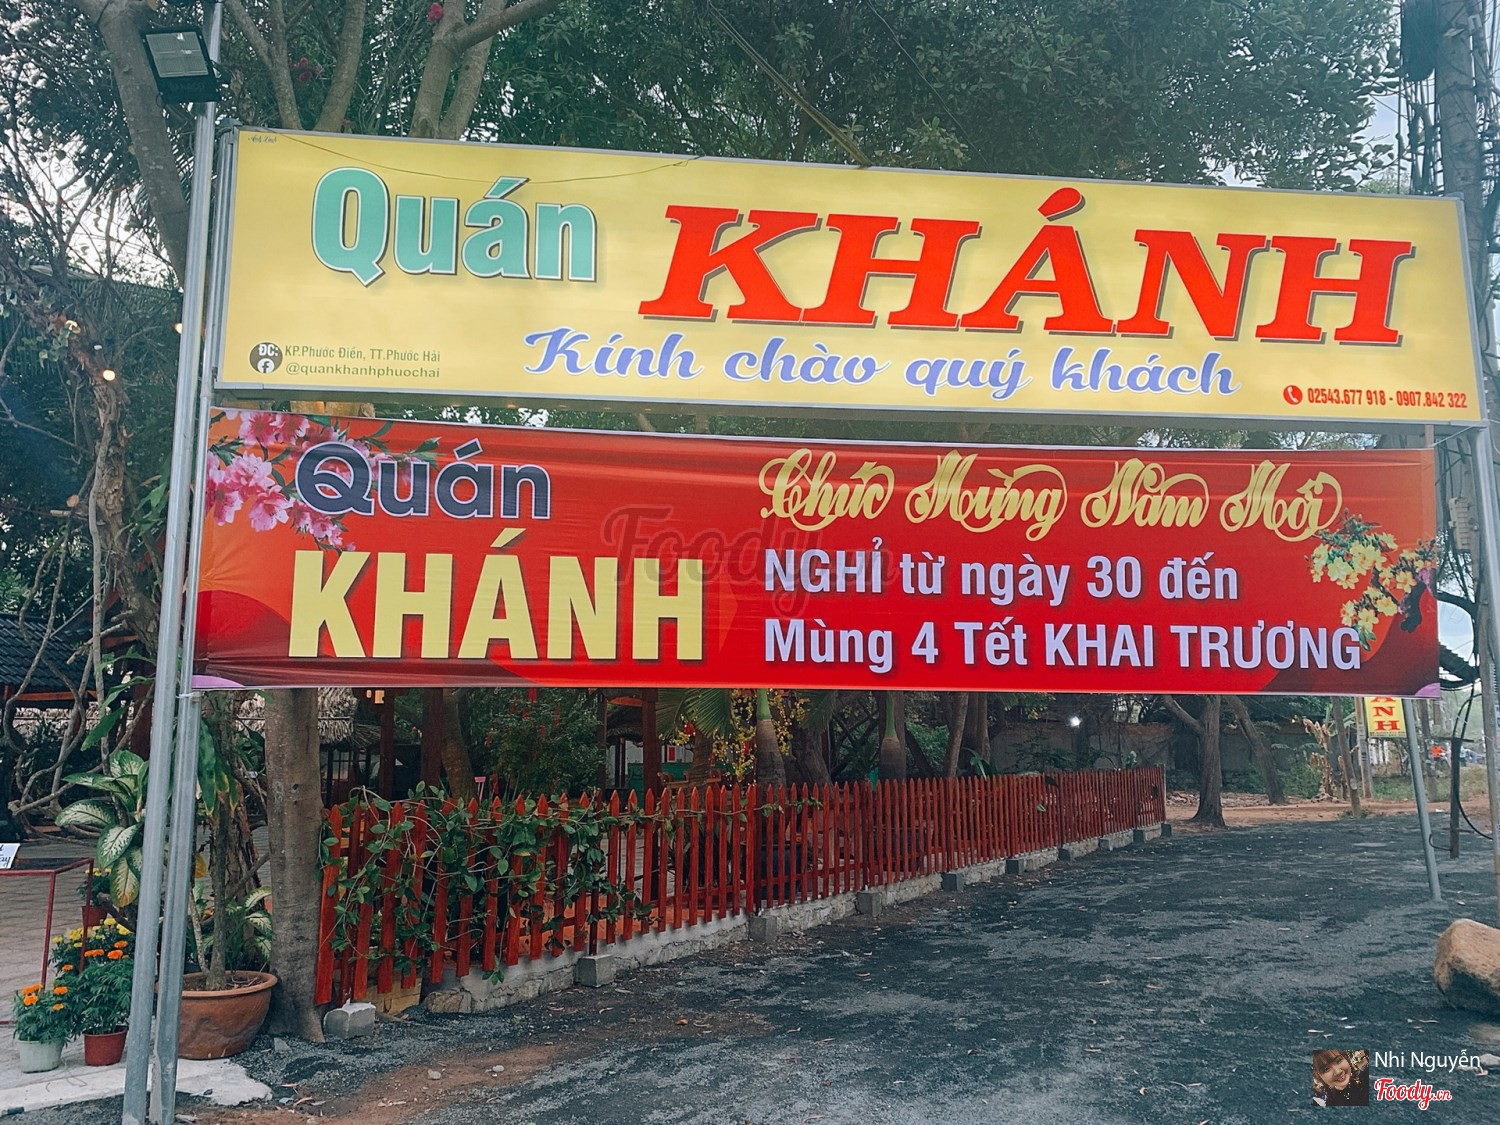 Quán KHÁNH
Kính chào quý khách
ĐC: KP.Phước Điền, TT.Phước Hải
@quankhanhphuochai
02543.677 918 - 0907.842 322
Quán
KHÁNH
Chúc Mừng Năm Mới
NGHỈ từ ngày 30 đến
Mùng 4 Tết KHAI TRƯƠNG
Foody.vn
ÁNH
Nhi Nguyễn
Foody.vn